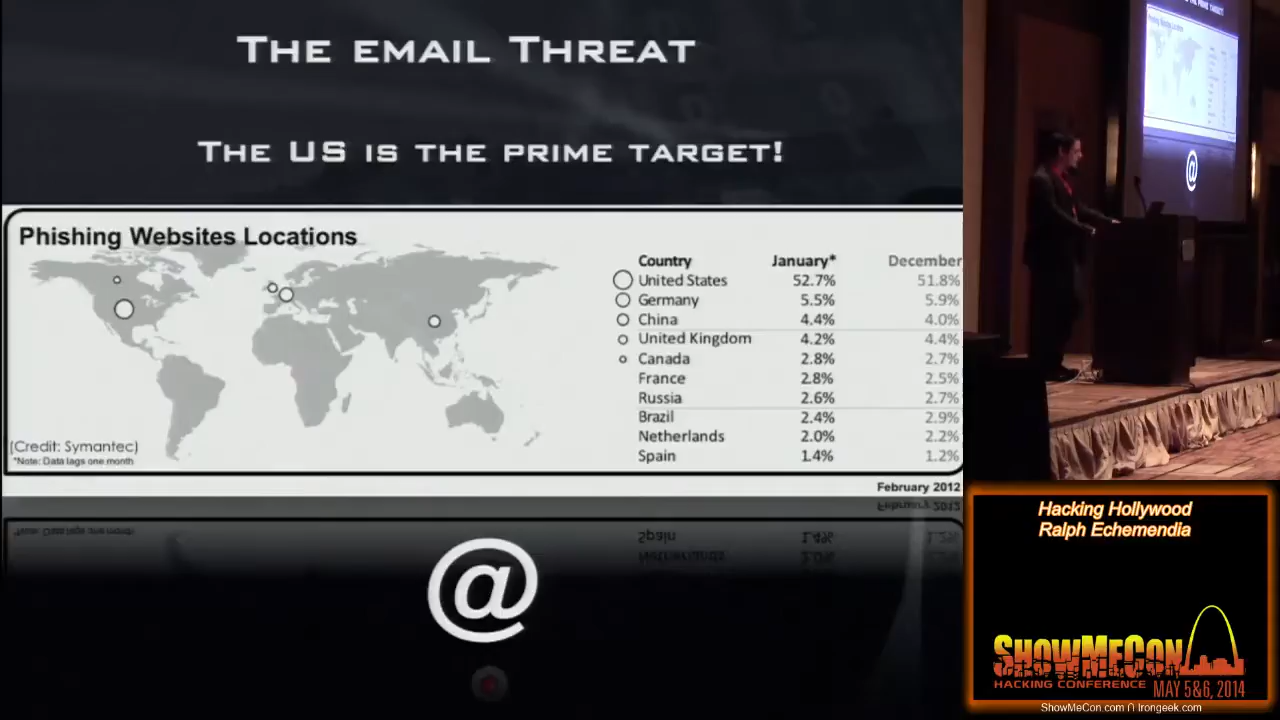 THE EMAIL THREAT
THE US IS THE PRIME TARGET!
Phishing Websites Locations
Country January* December
United States 52.7% 51.8%
Germany 5.5% 5.9%
China 4.4% 4.0%
United Kingdom 4.2% 4.4%
Canada 2.8% 2.7%
France 2.8% 2.5%
Russia 2.6% 2.7%
Brazil 2.4% 2.9%
Netherlands 2.0% 2.2%
Spain 1.4% 1.2%
(Credit: Symantec)
*Note: Data lags one month
February 2012
@
@
Hacking Hollywood
Ralph Echemendia
SHOWMECON
HACKING CONFERENCE
MAY 5&6, 2014
ShowMeCon.com ∩ Irongeek.com